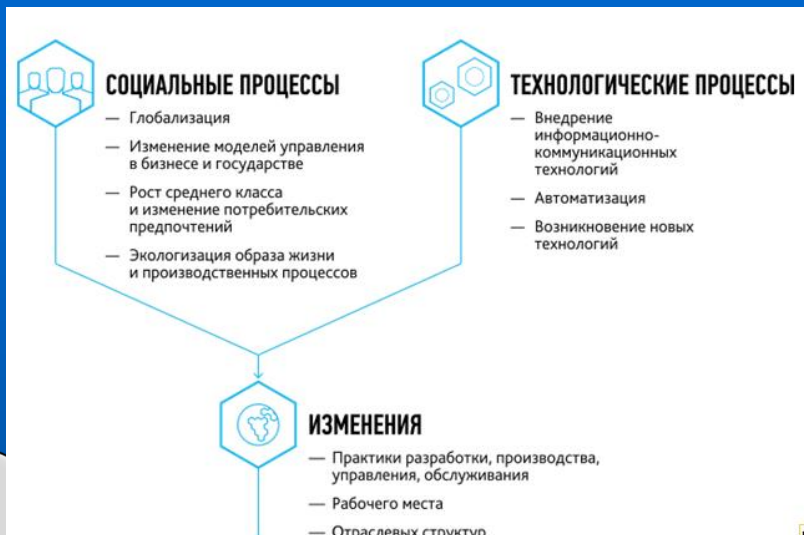 СОЦИАЛЬНЫЕ ПРОЦЕССЫ
— Глобализация
— Изменение моделей управления
в бизнесе и государстве
— Рост среднего класса
и изменение потребительских
предпочтений
— Экологизация образа жизни
и производственных процессов
ТЕХНОЛОГИЧЕСКИЕ ПРОЦЕССЫ
— Внедрение
информационно-
коммуникационных
технологий
— Автоматизация
— Возникновение новых
технологий
ИЗМЕНЕНИЯ
— Практики разработки, производства,
управления, обслуживания
— Рабочего места
— Отраслевых структур